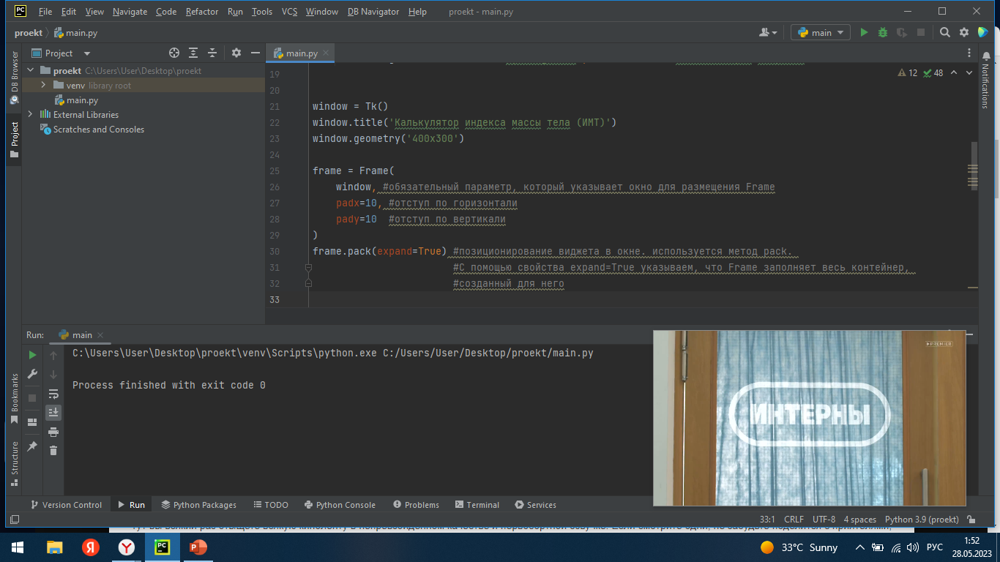 PC File Edit View Navigate Code Refactor Run Tools VCS Window DB Navigator Help proekt - main.py
proekt main.py main
Project main.py
proekt C:\Users\User\Desktop\proekt
venv library root
main.py
External Libraries
Scratches and Consoles
DB Browser
Project
Notifications
12 48
19
20
21 window = Tk()
22 window.title('Калькулятор индекса массы тела (ИМТ)')
23 window.geometry('400x300')
24
25 frame = Frame(
26 window, #обязательный параметр, который указывает окно для размещения Frame
27 padx=10, #отступ по горизонтали
28 pady=10 #отступ по вертикали
29 )
30 frame.pack(expand=True) #позиционирование виджета в окне. используется метод pack.
31 #С помощью свойства expand=True указываем, что Frame заполняет весь контейнер,
32 #созданный для него
33
Run: main
C:\Users\User\Desktop\proekt\venv\Scripts\python.exe C:/Users/User/Desktop/proekt/main.py
Process finished with exit code 0
Bookmarks
Structure
PREMIER
ИНТЕРНЫ
Version Control Run Python Packages TODO Python Console Problems Terminal Services
33:1 CRLF UTF-8 4 spaces Python 3.9 (proekt)
Я Y PC P 33°C Sunny РУС 1:52
28.05.2023